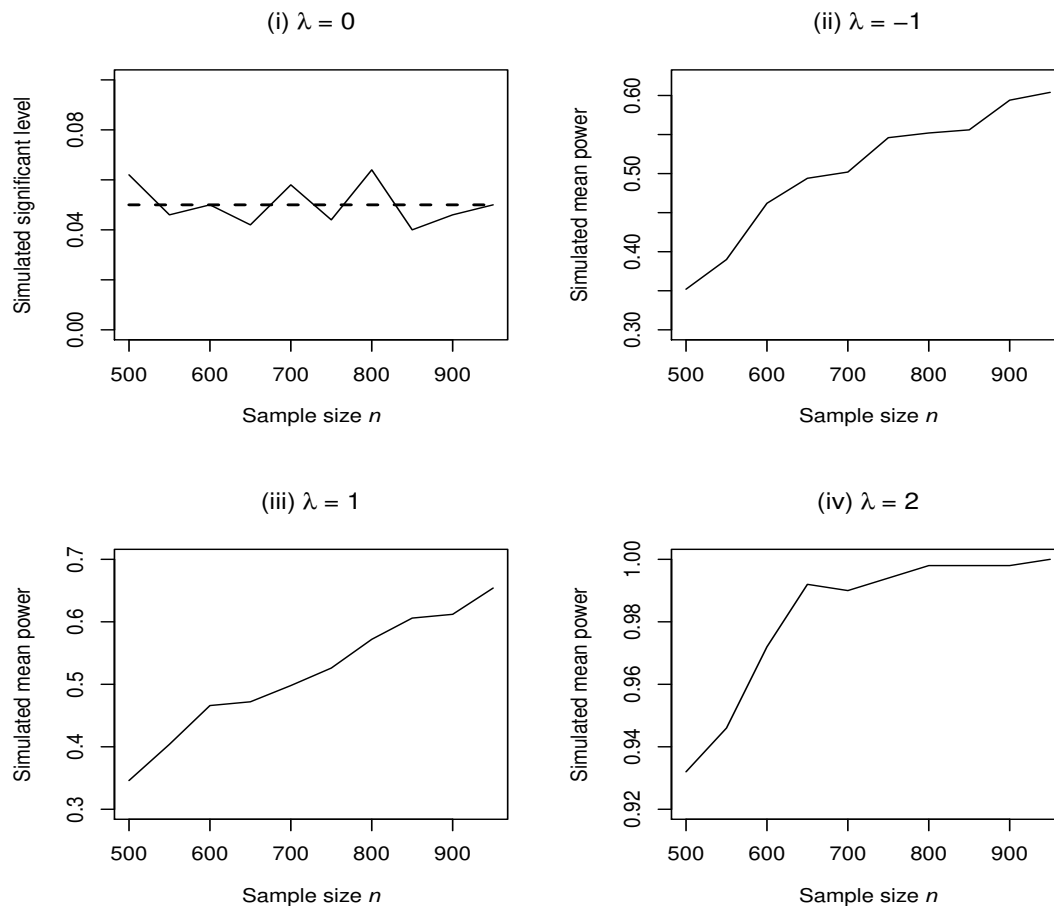 (i) λ = 0
Simulated significant level
0.00 0.04 0.08
500 600 700 800 900
Sample size n
(ii) λ = −1
Simulated mean power
0.30 0.40 0.50 0.60
500 600 700 800 900
Sample size n
(iii) λ = 1
Simulated mean power
0.3 0.4 0.5 0.6 0.7
500 600 700 800 900
Sample size n
(iv) λ = 2
Simulated mean power
0.92 0.94 0.96 0.98 1.00
500 600 700 800 900
Sample size n